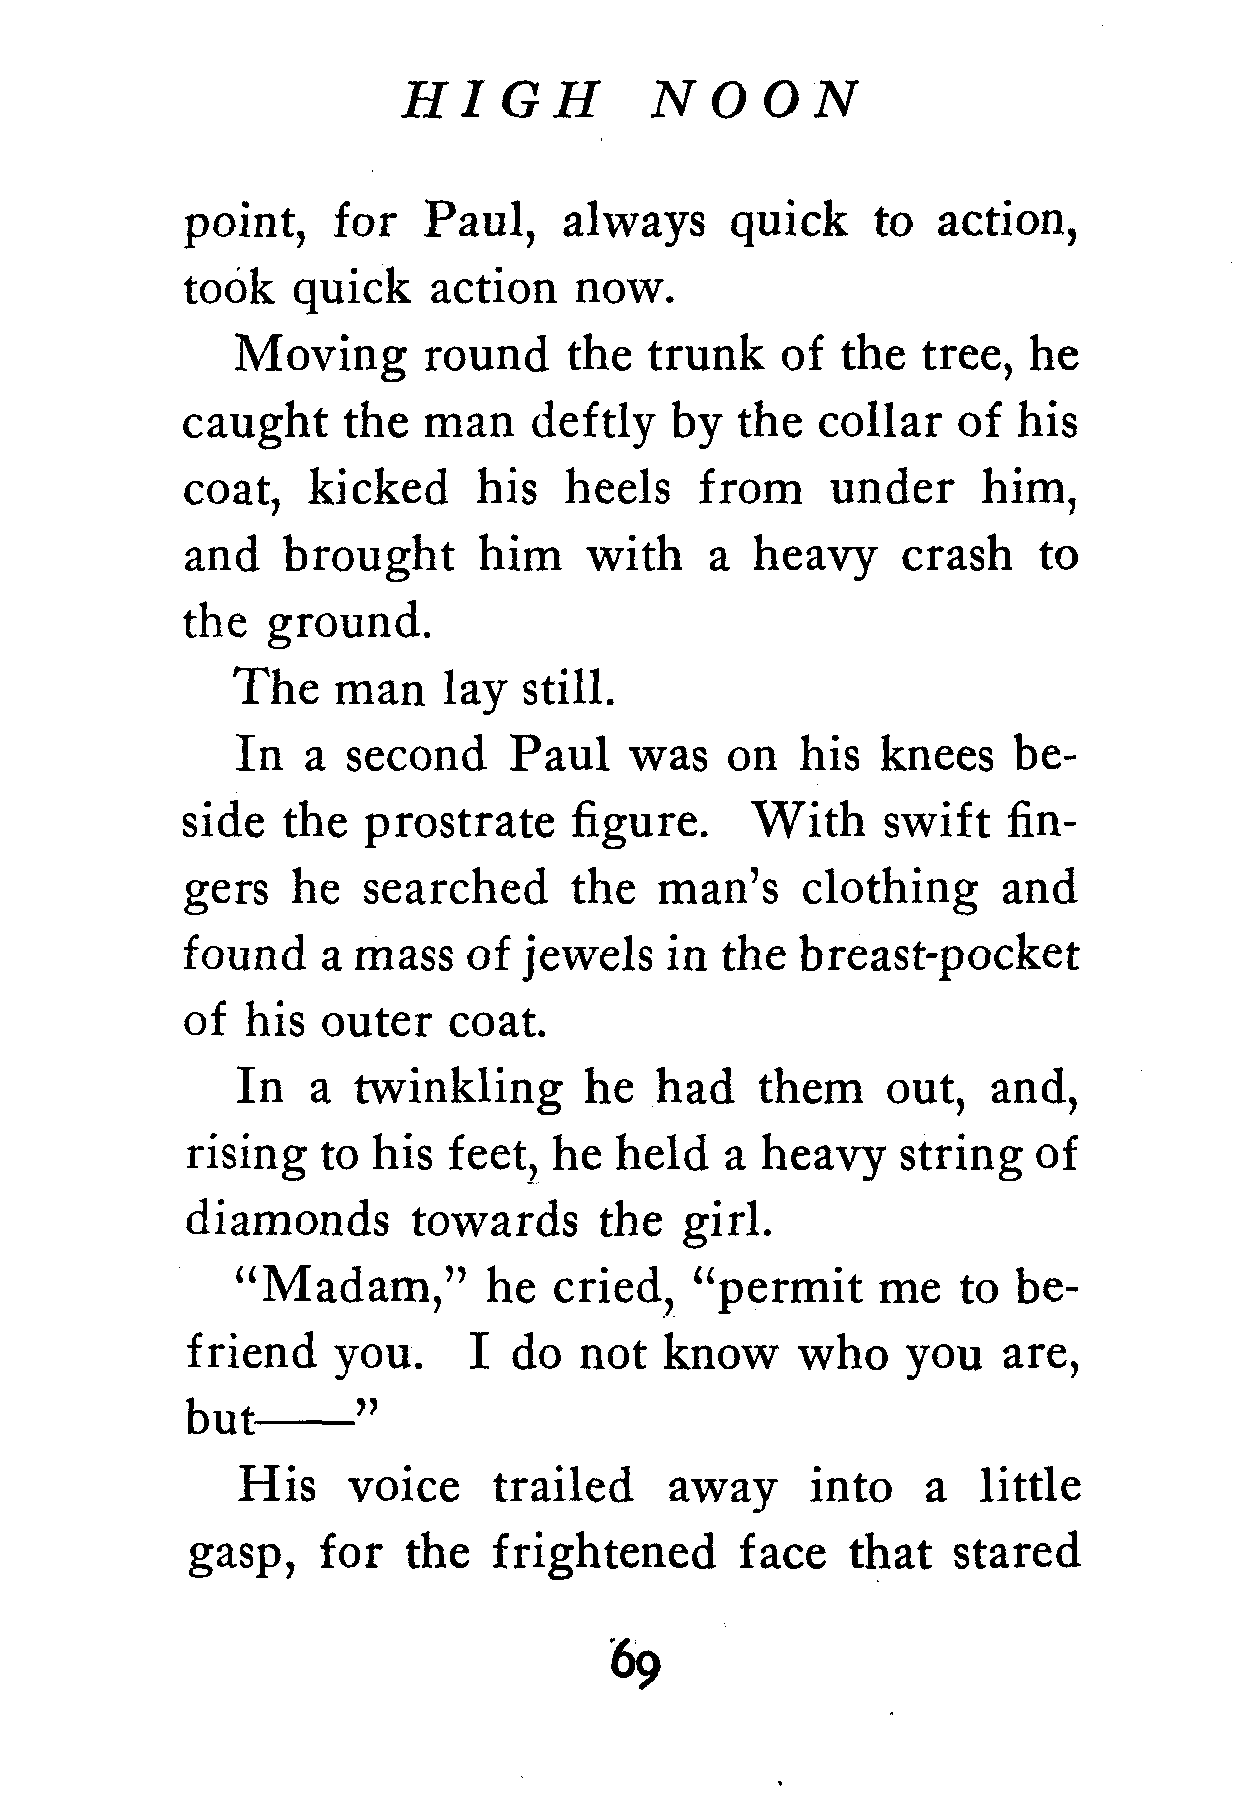 HIGH NOON
point, for Paul, always quick to action,
took quick action now.
Moving round the trunk of the tree, he
caught the man deftly by the collar of his
coat, kicked his heels from under him,
and brought him with a heavy crash to
the ground.
The man lay still.
In a second Paul was on his knees be-
side the prostrate figure. With swift fin-
gers he searched the man's clothing and
found a mass of jewels in the breast-pocket
of his outer coat.
In a twinkling he had them out, and,
rising to his feet, he held a heavy string of
diamonds towards the girl.
"Madam," he cried, "permit me to be-
friend you. I do not know who you are,
but——"
His voice trailed away into a little
gasp, for the frightened face that stared
69